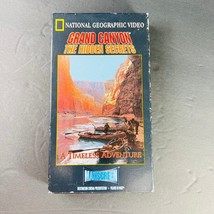 NATIONAL GEOGRAPHIC VIDEO
GRAND CANYON
THE HIDDEN SECRETS
A TIMELESS ADVENTURE